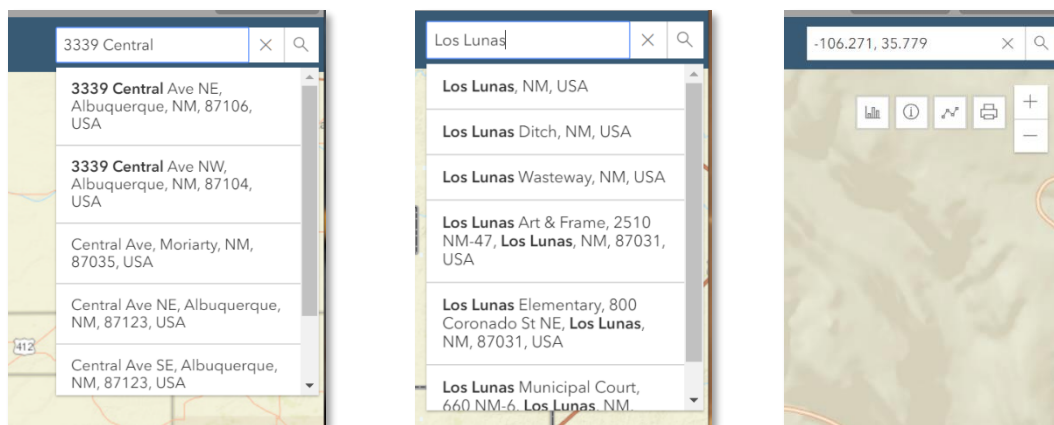 3339 Central
3339 Central Ave NE,
Albuquerque, NM, 87106,
USA
3339 Central Ave NW,
Albuquerque, NM, 87104,
USA
Central Ave, Moriarty, NM,
87035, USA
Central Ave NE, Albuquerque,
NM, 87123, USA
Central Ave SE, Albuquerque,
NM, 87123, USA
412
Los Lunas
Los Lunas, NM, USA
Los Lunas Ditch, NM, USA
Los Lunas Wasteway, NM, USA
Los Lunas Art & Frame, 2510
NM-47, Los Lunas, NM, 87031,
USA
Los Lunas Elementary, 800
Coronado St NE, Los Lunas,
NM, 87031, USA
Los Lunas Municipal Court,
660 NM-6, Los Lunas, NM,
-106.271, 35.779